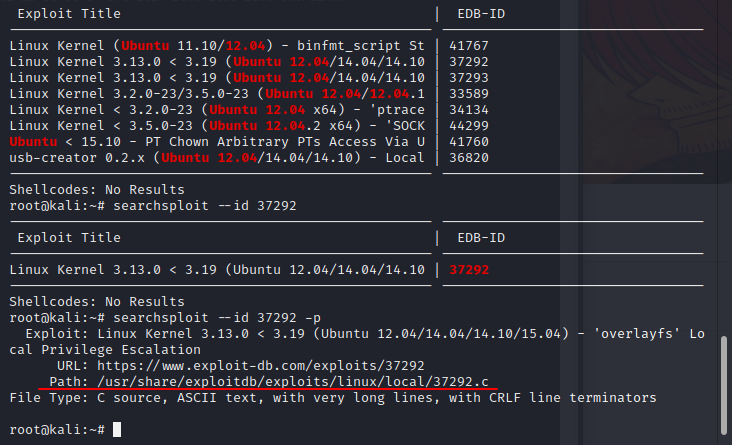 Exploit Title | EDB-ID
Linux Kernel (Ubuntu 11.10/12.04) - binfmt_script St | 41767
Linux Kernel 3.13.0 < 3.19 (Ubuntu 12.04/14.04/14.10 | 37292
Linux Kernel 3.13.0 < 3.19 (Ubuntu 12.04/14.04/14.10 | 37293
Linux Kernel 3.2.0-23/3.5.0-23 (Ubuntu 12.04/12.04.1 | 33589
Linux Kernel < 3.2.0-23 (Ubuntu 12.04 x64) - 'ptrace | 34134
Linux Kernel < 3.5.0-23 (Ubuntu 12.04.2 x64) - 'SOCK | 44299
Ubuntu < 15.10 - PT Chown Arbitrary PTs Access Via U | 41760
usb-creator 0.2.x (Ubuntu 12.04/14.04/14.10) - Local | 36820
Shellcodes: No Results
root@kali:~# searchsploit --id 37292
Exploit Title | EDB-ID
Linux Kernel 3.13.0 < 3.19 (Ubuntu 12.04/14.04/14.10 | 37292
Shellcodes: No Results
root@kali:~# searchsploit --id 37292 -p
Exploit: Linux Kernel 3.13.0 < 3.19 (Ubuntu 12.04/14.04/14.10/15.04) - 'overlayfs' Lo
cal Privilege Escalation
URL: https://www.exploit-db.com/exploits/37292
Path: /usr/share/exploitdb/exploits/linux/local/37292.c
File Type: C source, ASCII text, with very long lines, with CRLF line terminators
root@kali:~#